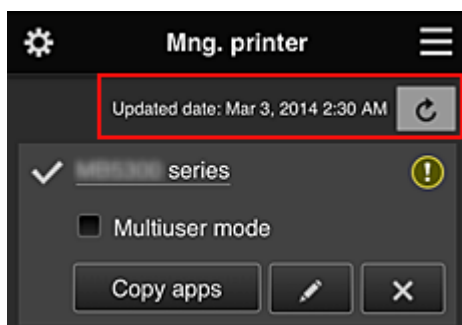 Mng. printer
Updated date: Mar 3, 2014 2:30 AM
series
Multiuser mode
Copy apps